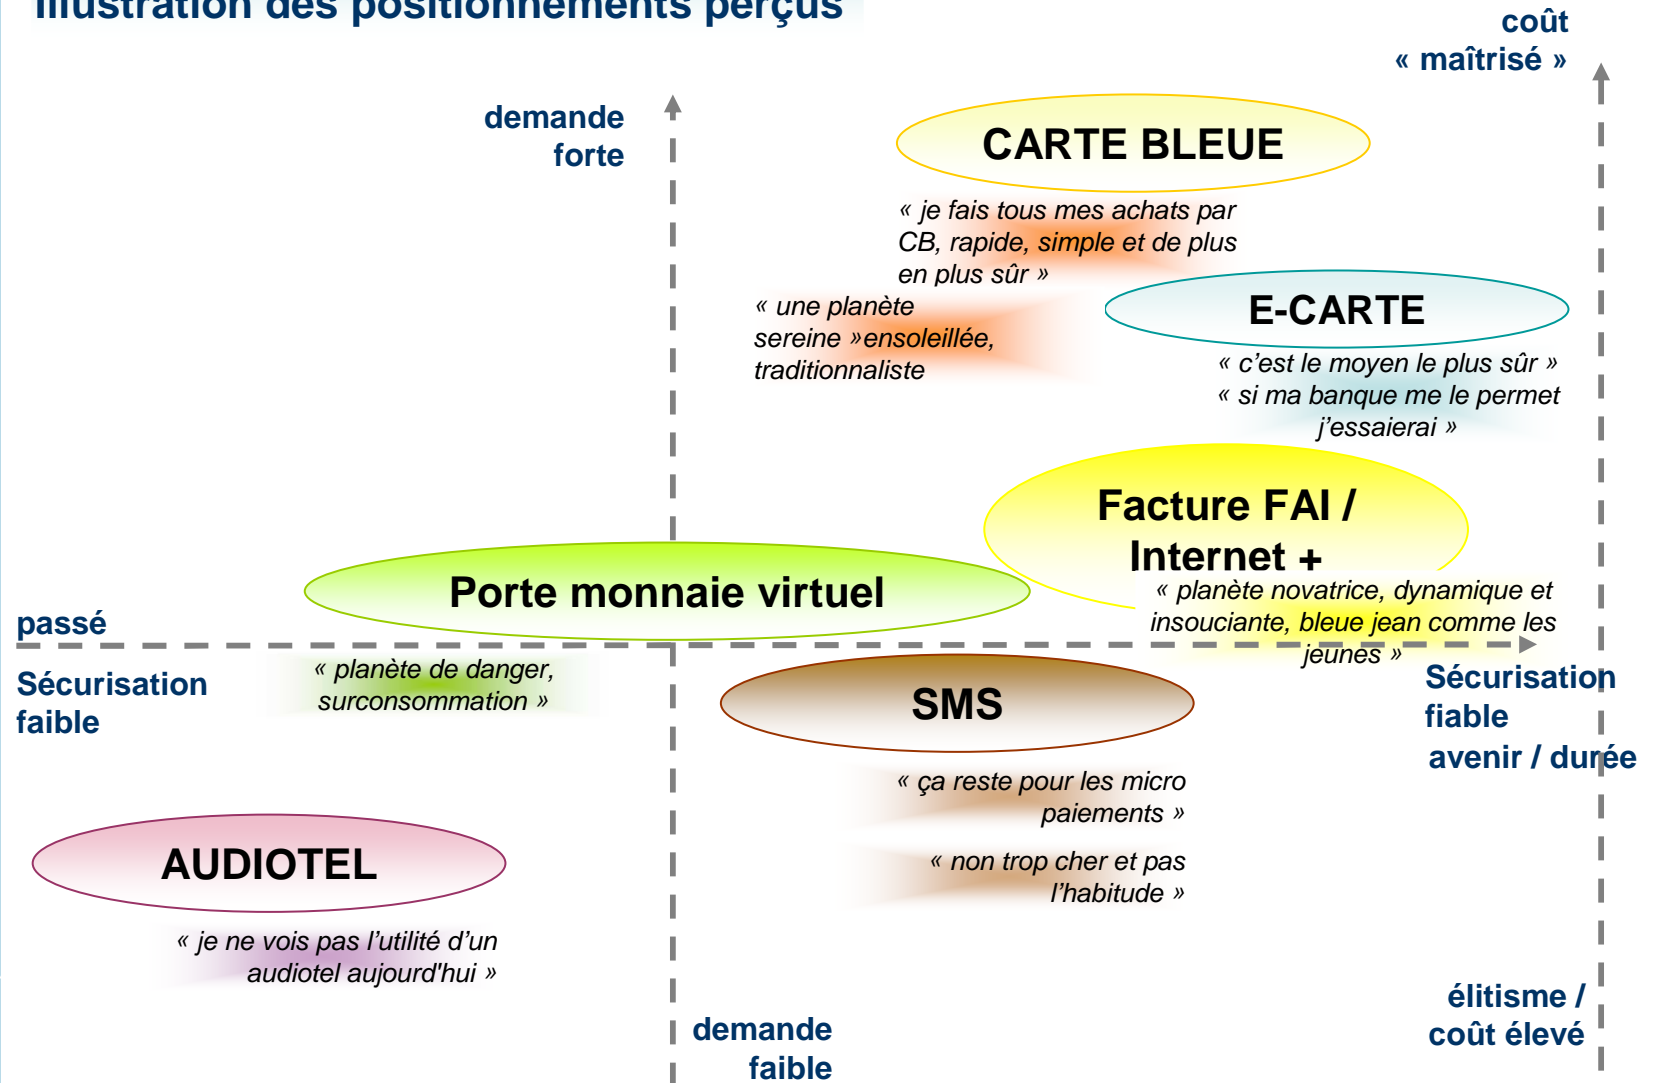 Illustration des positionnements perçus
coût
« maîtrisé »
demande
forte
CARTE BLEUE
« je fais tous mes achats par
CB, rapide, simple et de plus
en plus sûr »
« une planète
sereine »ensoleillée,
traditionnaliste
E-CARTE
« c’est le moyen le plus sûr »
« si ma banque me le permet
j’essaierai »
Facture FAI /
Internet +
« planète novatrice, dynamique et
insouciante, bleue jean comme les
jeunes »
Porte monnaie virtuel
passé
Sécurisation
faible
« planète de danger,
surconsommation »
SMS
Sécurisation
fiable
avenir / durée
« ça reste pour les micro
paiements »
« non trop cher et pas
l’habitude »
AUDIOTEL
« je ne vois pas l’utilité d’un
audiotel aujourd'hui »
élitisme /
coût élevé
demande
faible